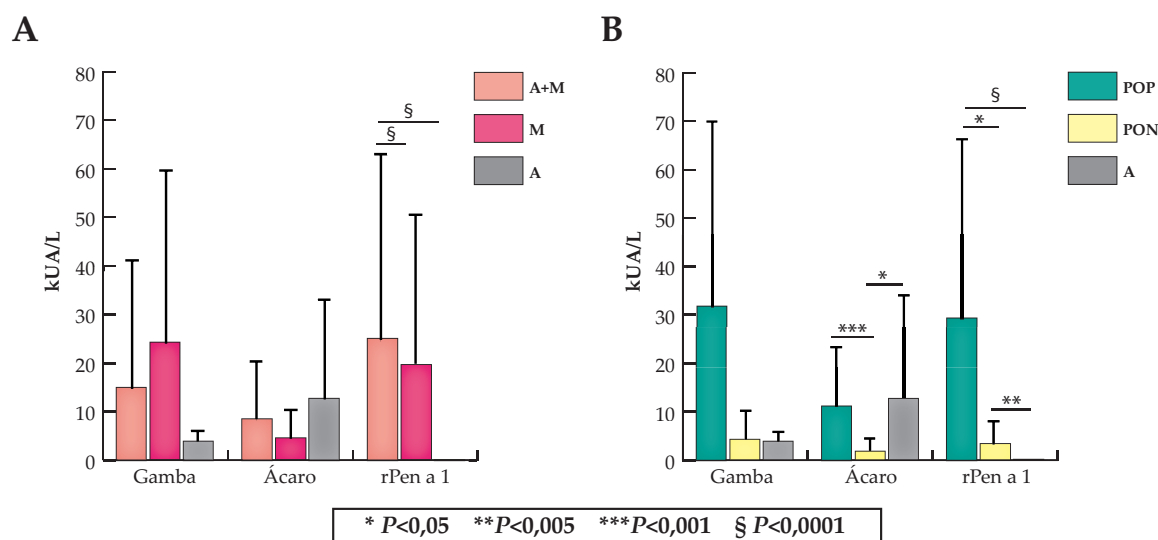 A
80
70
60
50
40
30
20
10
0
kUA/L
A+M
M
A
§
§
Gamba
Ácaro
rPen a 1
B
80
70
60
50
40
30
20
10
0
kUA/L
POP
PON
A
§
*
*
***
**
Gamba
Ácaro
rPen a 1
* P<0,05 **P<0,005 ***P<0,001 § P<0,0001